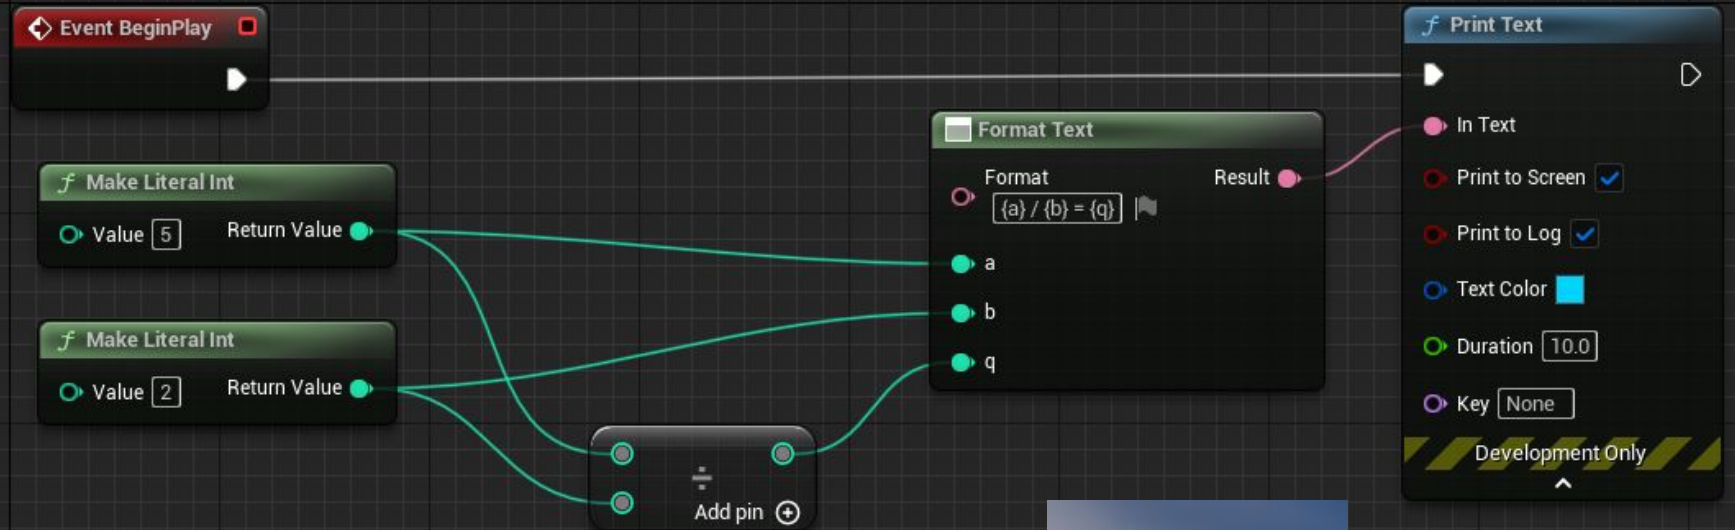 Event BeginPlay
Make Literal Int
Value 5
Return Value
Make Literal Int
Value 2
Return Value
÷
Add pin
Format Text
Format
{a} / {b} = {q}
Result
a
b
q
f Print Text
In Text
Print to Screen
Print to Log
Text Color
Duration 10.0
Key None
Development Only